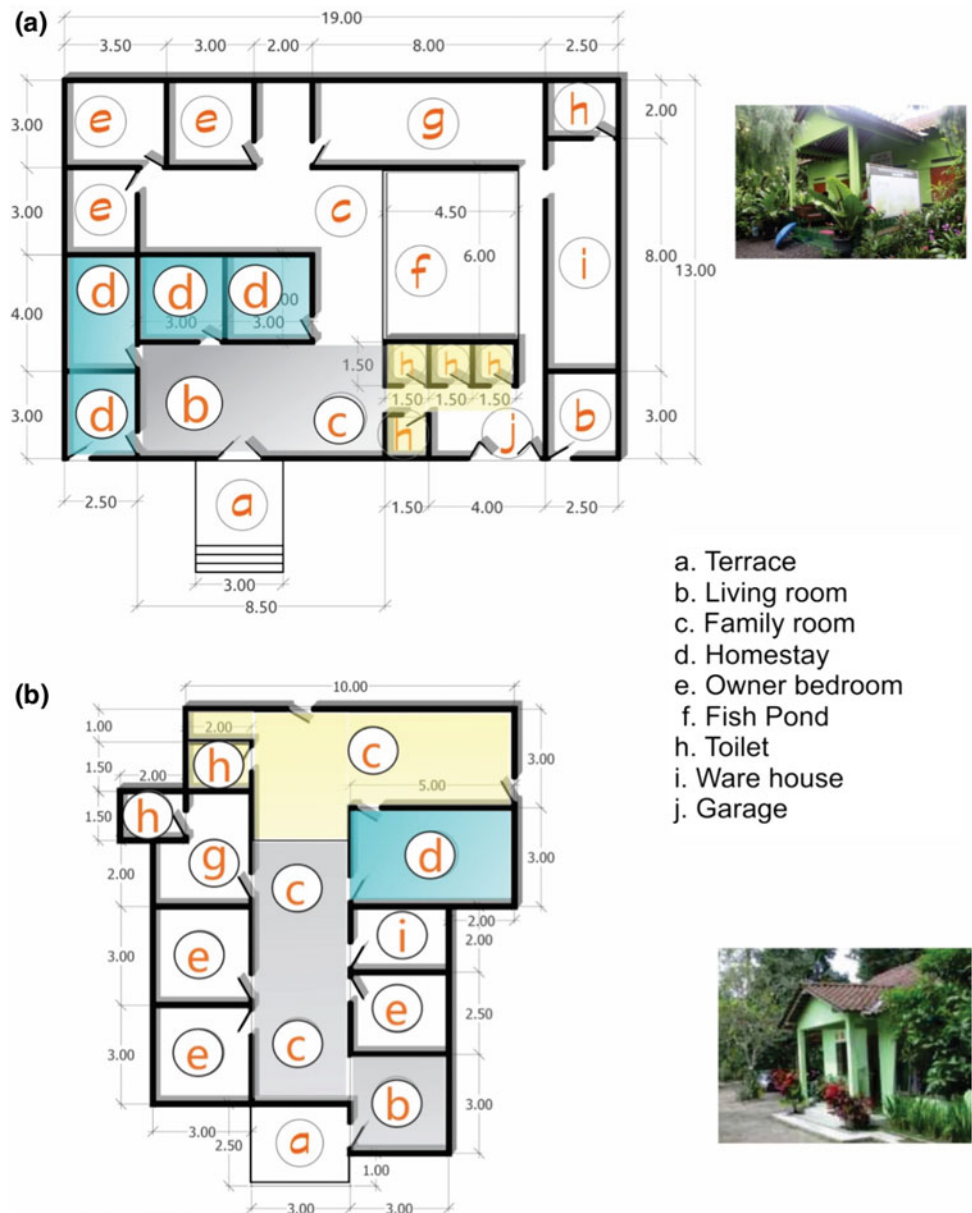 (a)
19.00
3.50 3.00 2.00 8.00 2.50
e e g h
3.00 2.00
e c
3.00 4.50
f 6.00 i 8.00 13.00
d d d
4.00 3.00 3.00
1.50 h h h
b c 1.50 1.50 1.50
3.00 d h j b 3.00
2.50 a 1.50 4.00 2.50
3.00
8.50
a. Terrace
b. Living room
c. Family room
d. Homestay
e. Owner bedroom
f. Fish Pond
h. Toilet
i. Ware house
j. Garage
(b)
10.00
1.00 2.00
h c 3.00
1.50 2.00 5.00
h
1.50 d 3.00
g c
2.00 2.00
i 2.00
e
3.00 e 2.50
e c
3.00 b 3.00
3.00 a
2.50 1.00
3.00 3.00